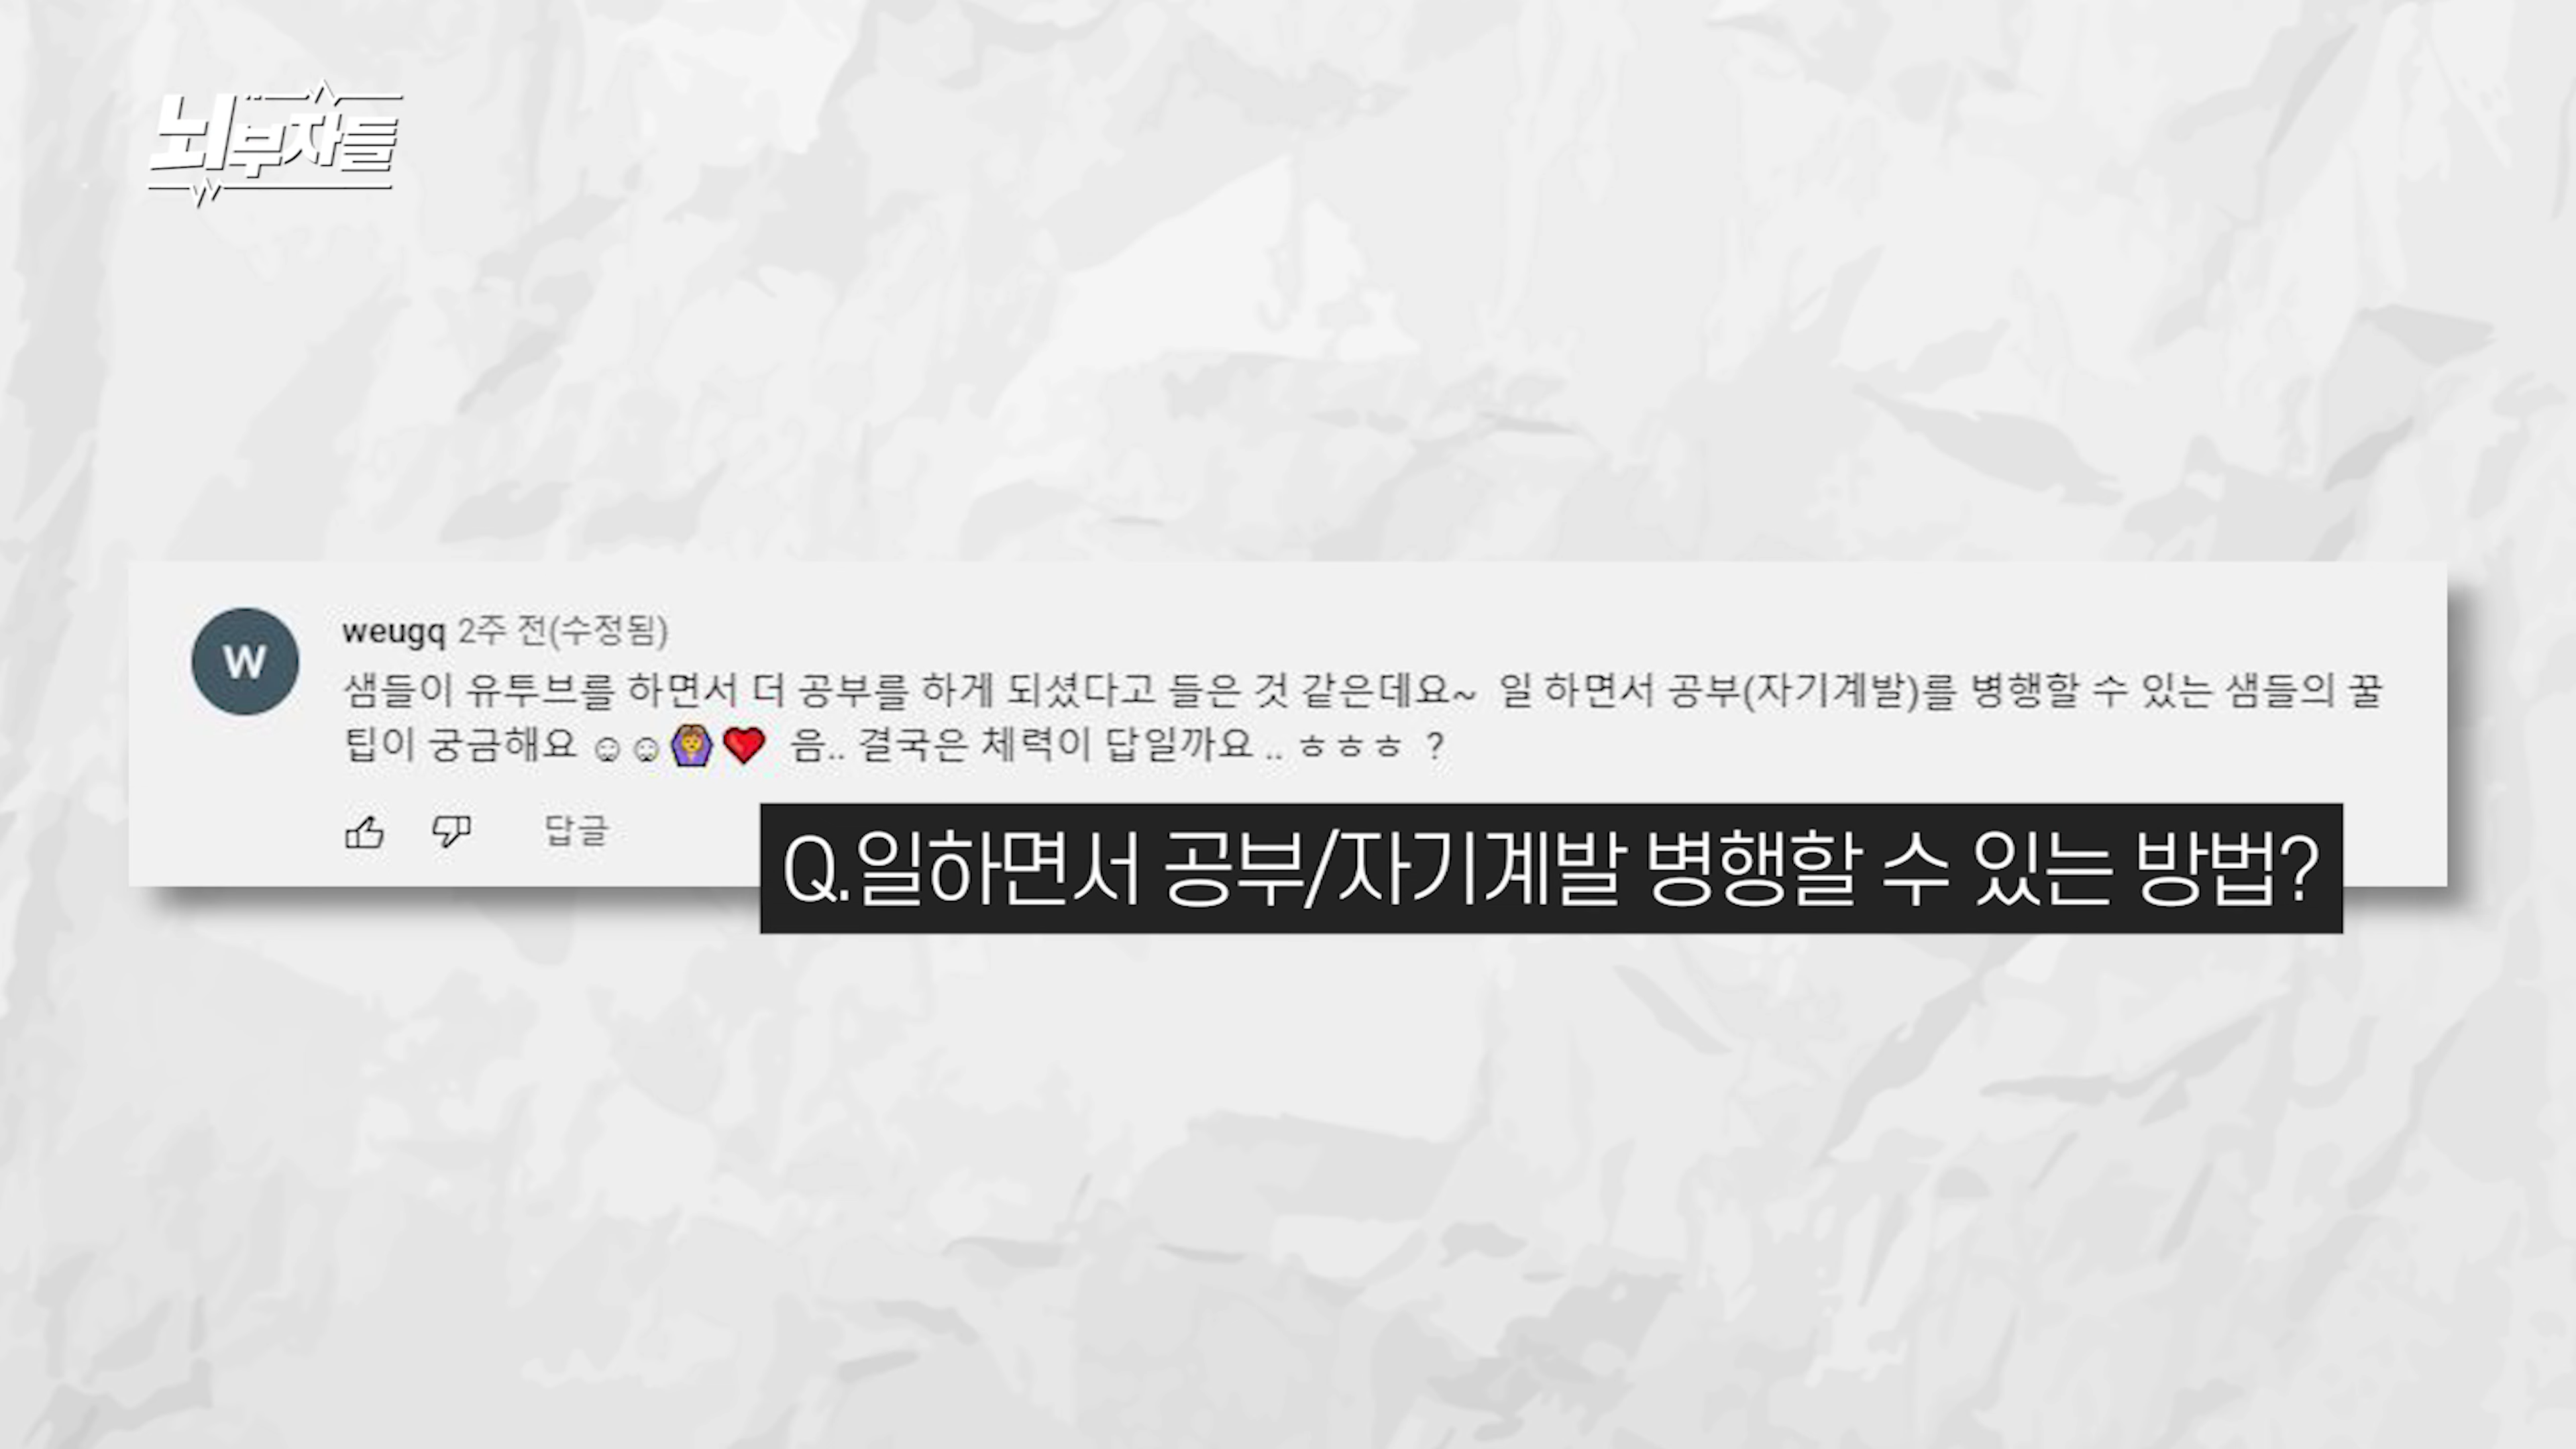 뇌부자들
W
weugq 2주 전(수정됨)
샘들이 유투브를 하면서 더 공부를 하게 되셨다고 들은 것 같은데요~ 일 하면서 공부(자기계발)를 병행할 수 있는 샘들의 꿀
팁이 궁금해요 ☺☺🙆❤ 음.. 결국은 체력이 답일까요 .. ㅎㅎㅎ ?
답글
Q.일하면서 공부/자기계발 병행할 수 있는 방법?